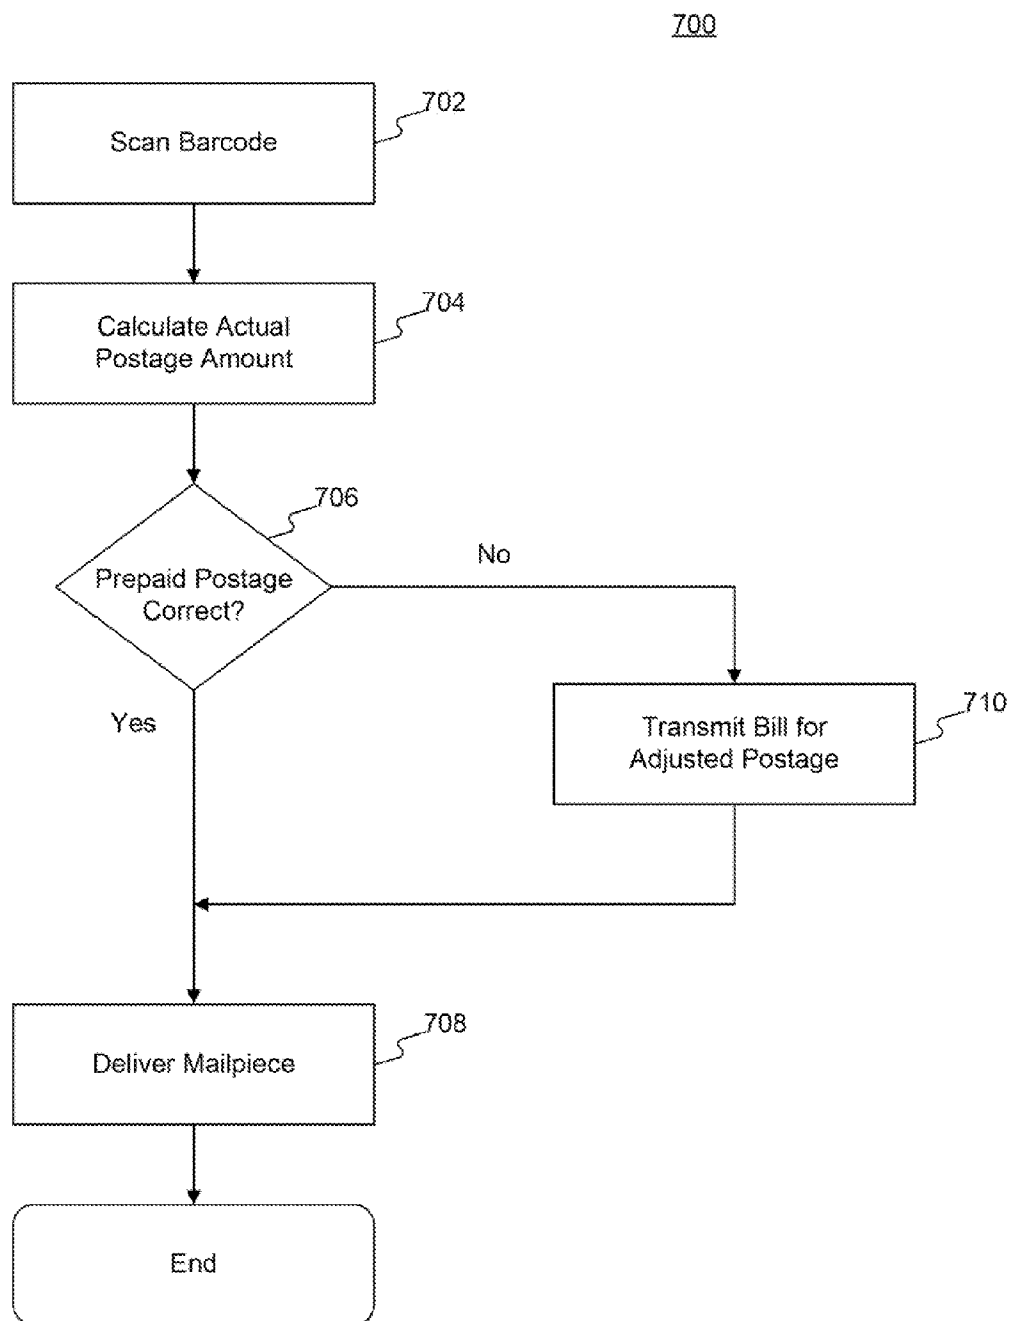 700
Scan Barcode
702
Calculate Actual
Postage Amount
704
706
Prepaid Postage
Correct?
No
Yes
Transmit Bill for
Adjusted Postage
710
Deliver Mailpiece
708
End